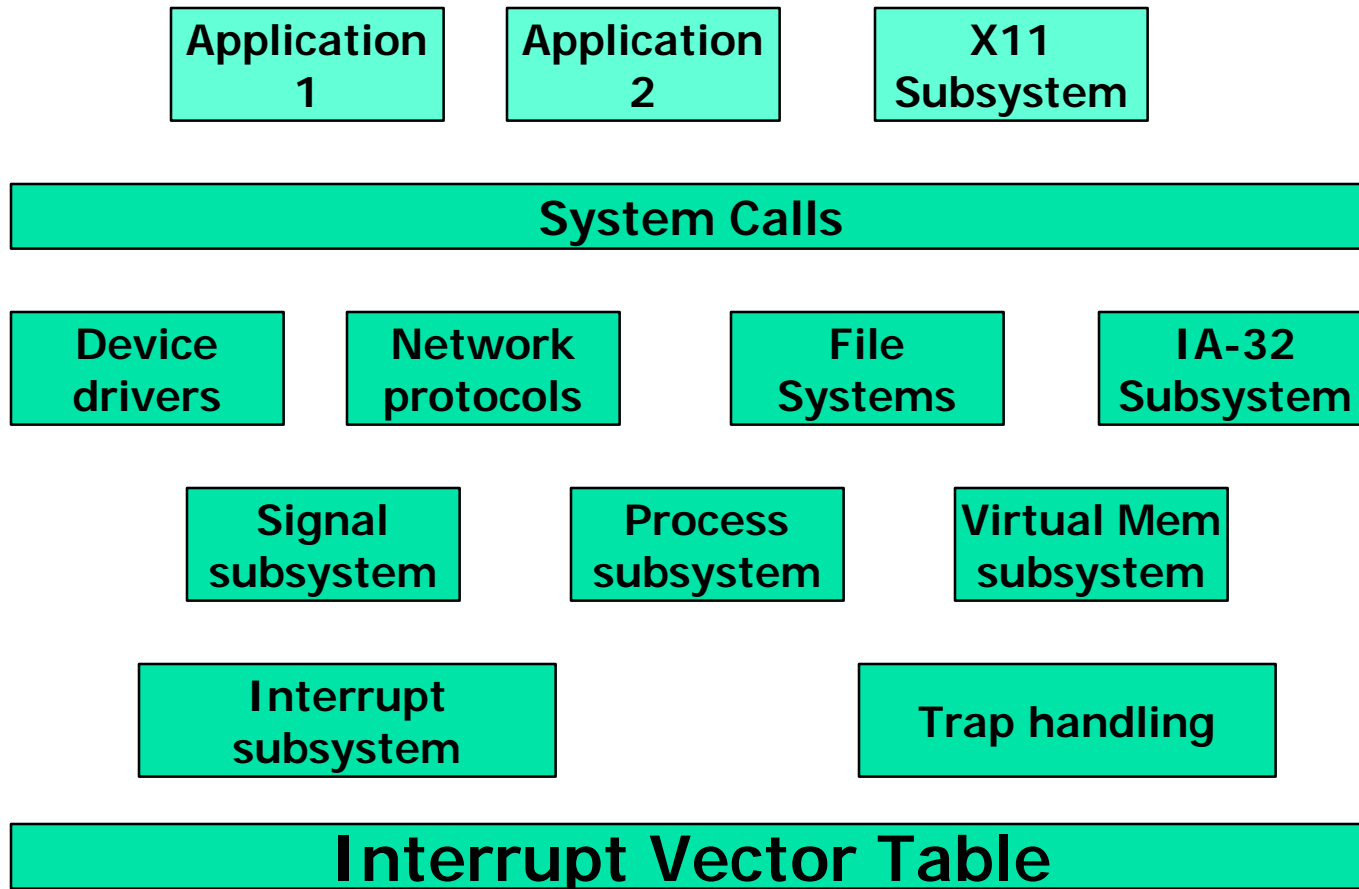 Application
1
Application
2
X11
Subsystem
System Calls
Device
drivers
Network
protocols
File
Systems
IA-32
Subsystem
Signal
subsystem
Process
subsystem
Virtual Mem
subsystem
Interrupt
subsystem
Trap handling
Interrupt Vector Table